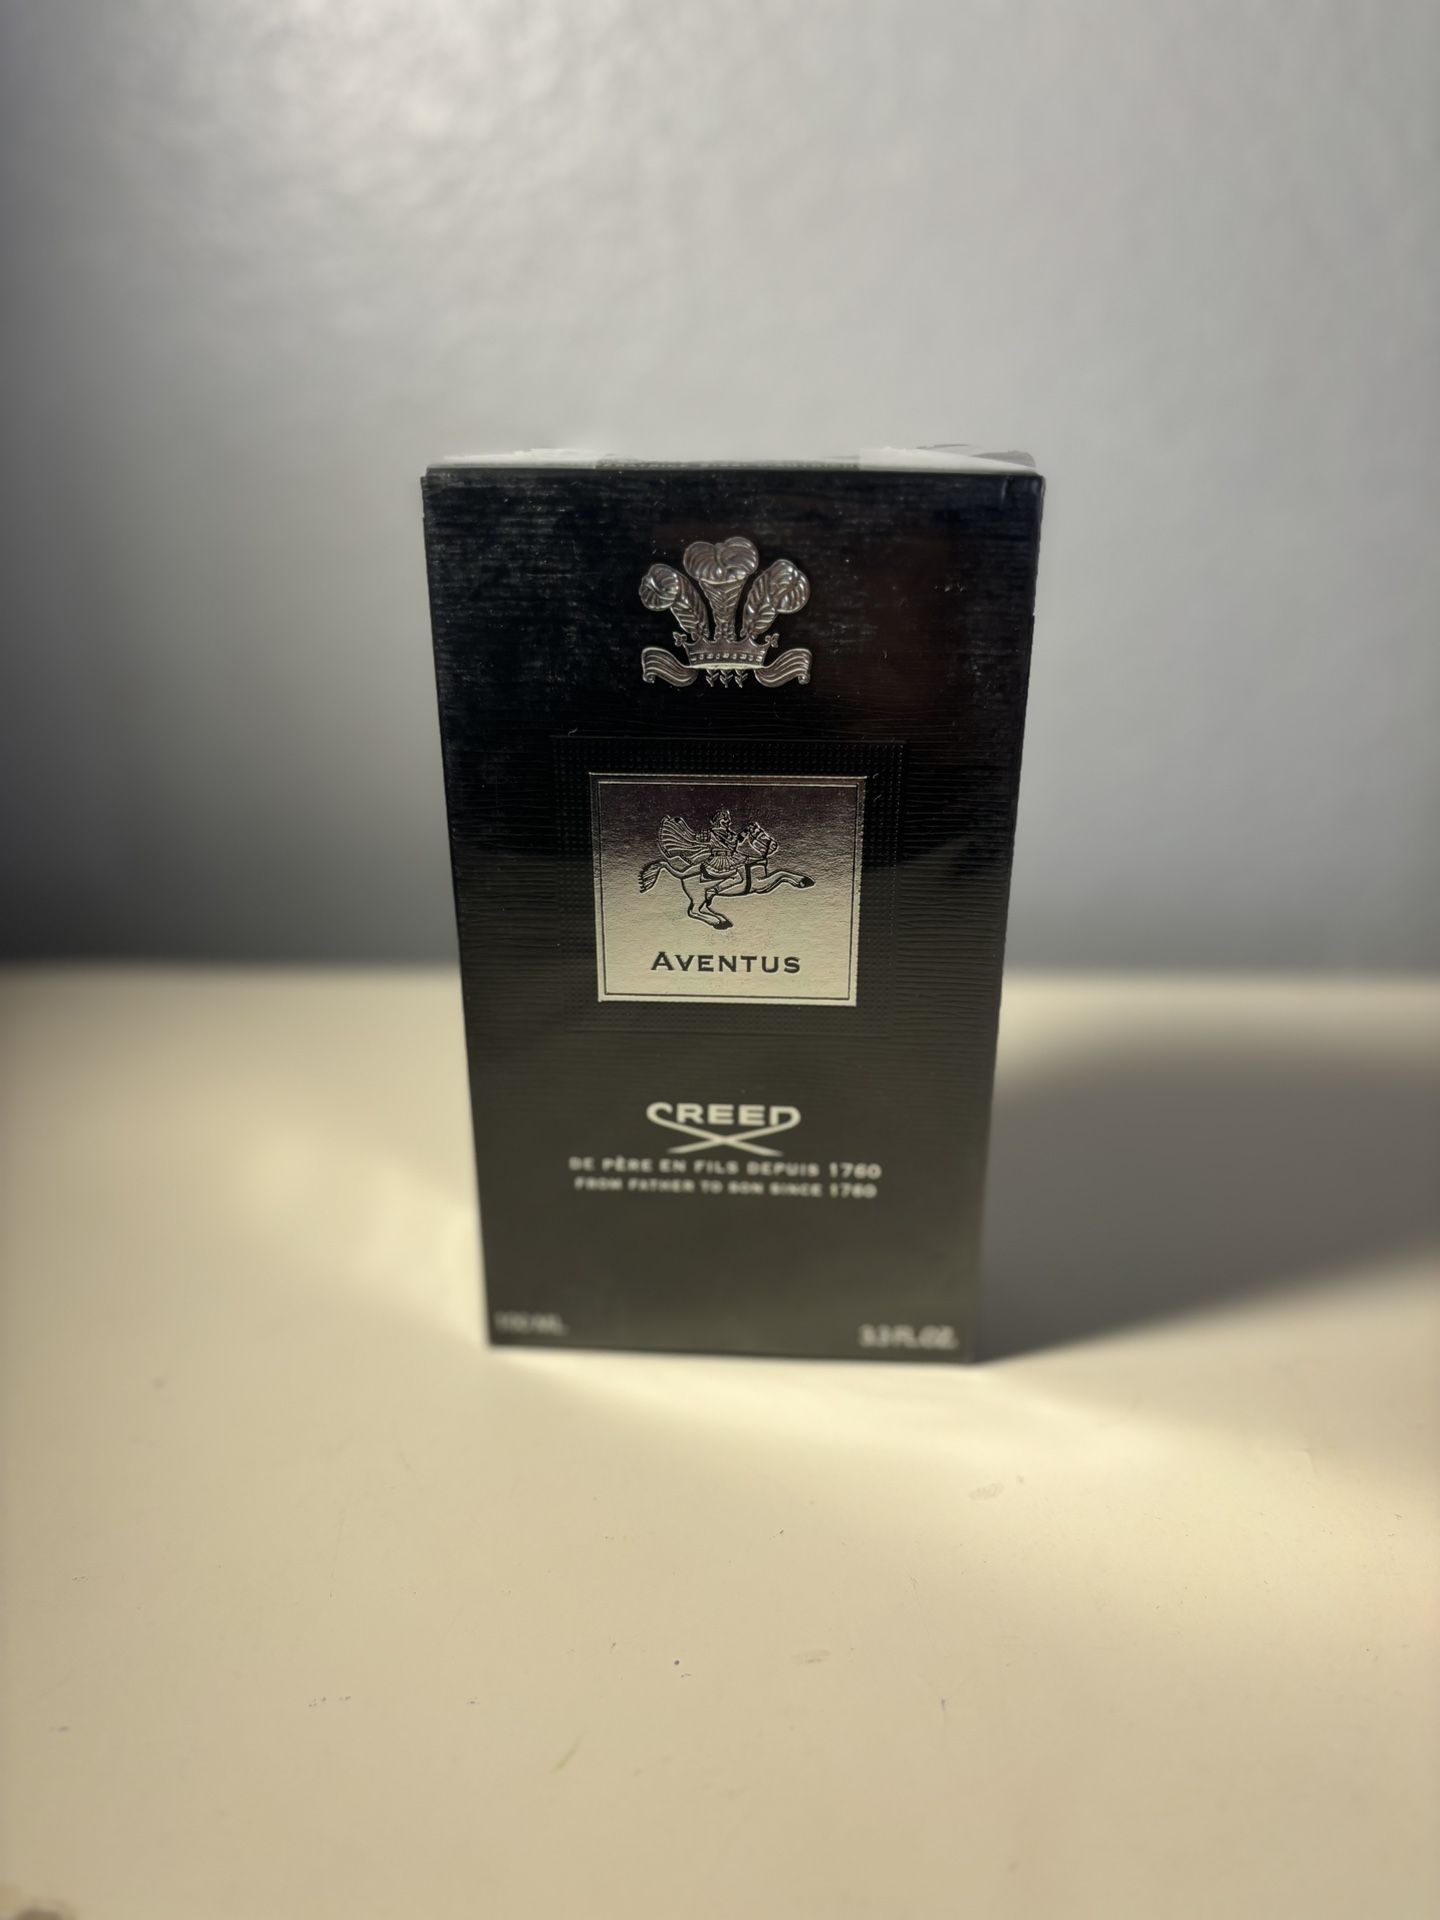 AVENTUS
CREED
DE PÈRE EN FILS DEPUIS 1760
FROM FATHER TO SON SINCE 1760
100 ML.
3.3 FL.OZ.